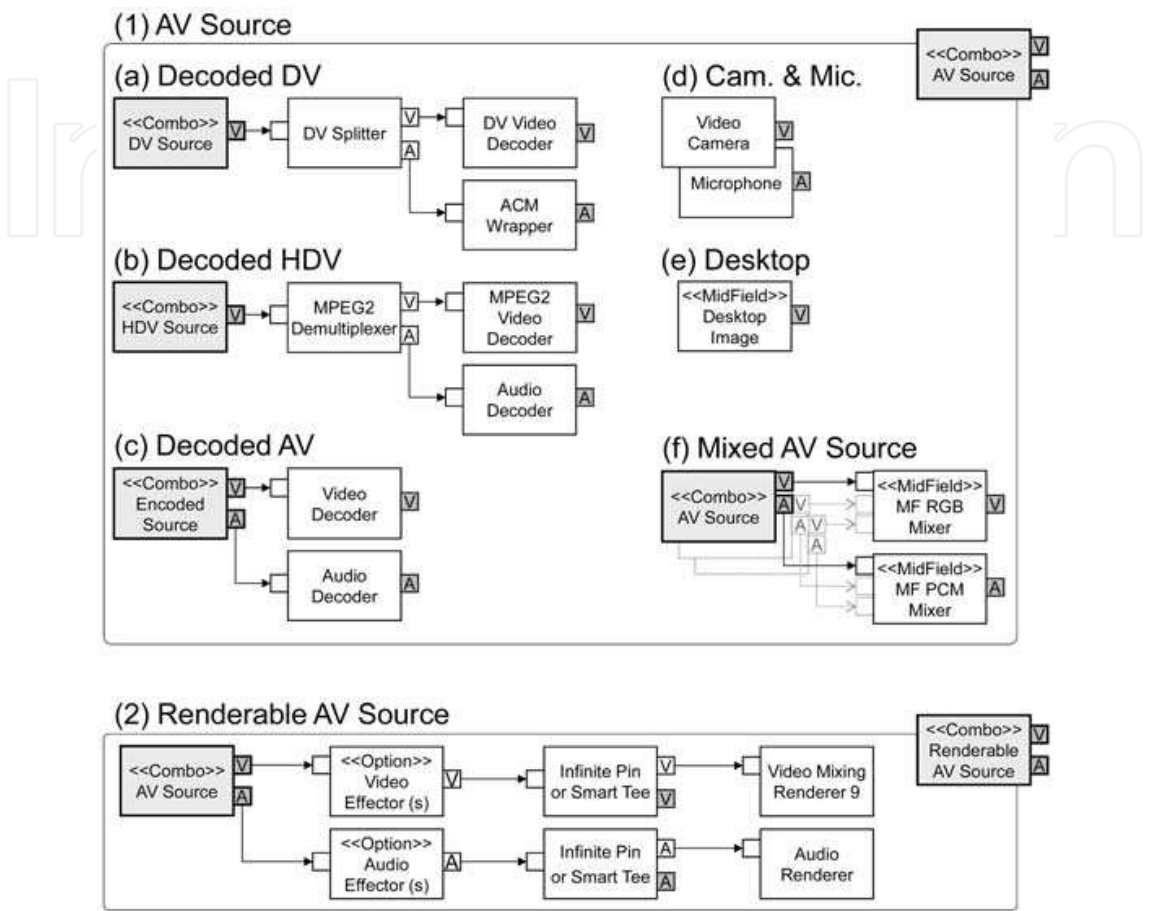 (1) AV Source
<<Combo>>
AV Source
V
A
(a) Decoded DV
<<Combo>>
DV Source
V
DV Splitter
V
A
DV Video
Decoder
V
ACM
Wrapper
A
(b) Decoded HDV
<<Combo>>
HDV Source
V
MPEG2
Demultiplexer
V
A
MPEG2
Video
Decoder
V
Audio
Decoder
A
(c) Decoded AV
<<Combo>>
Encoded
Source
V
A
Video
Decoder
V
Audio
Decoder
A
(d) Cam. & Mic.
Video
Camera
V
Microphone
A
(e) Desktop
<<MidField>>
Desktop
Image
V
(f) Mixed AV Source
<<Combo>>
AV Source
V
A
V
A
V
A
<<MidField>>
MF RGB
Mixer
V
<<MidField>>
MF PCM
Mixer
A
(2) Renderable AV Source
<<Combo>>
Renderable
AV Source
V
A
<<Combo>>
AV Source
V
A
<<Option>>
Video
Effector (s)
V
Infinite Pin
or Smart Tee
V
V
Video Mixing
Renderer 9
<<Option>>
Audio
Effector (s)
A
Infinite Pin
or Smart Tee
A
A
Audio
Renderer